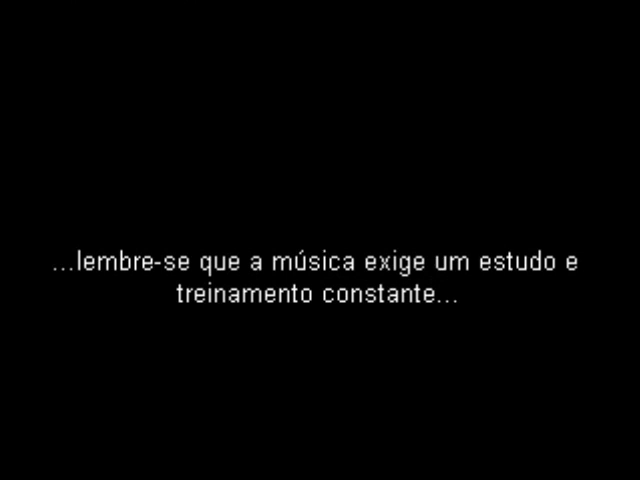 ...lembre-se que a música exige um estudo e
treinamento constante...